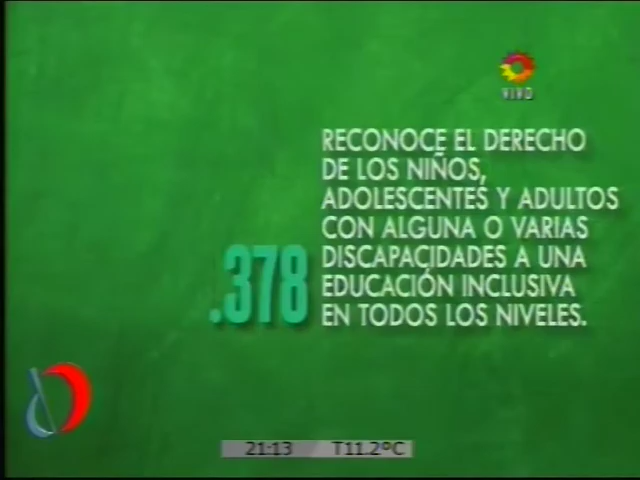 VIVO
RECONOCE EL DERECHO
DE LOS NIÑOS,
ADOLESCENTES Y ADULTOS
CON ALGUNA O VARIAS
DISCAPACIDADES A UNA
EDUCACIÓN INCLUSIVA
EN TODOS LOS NIVELES.
.378
21:13 T11.2ºC